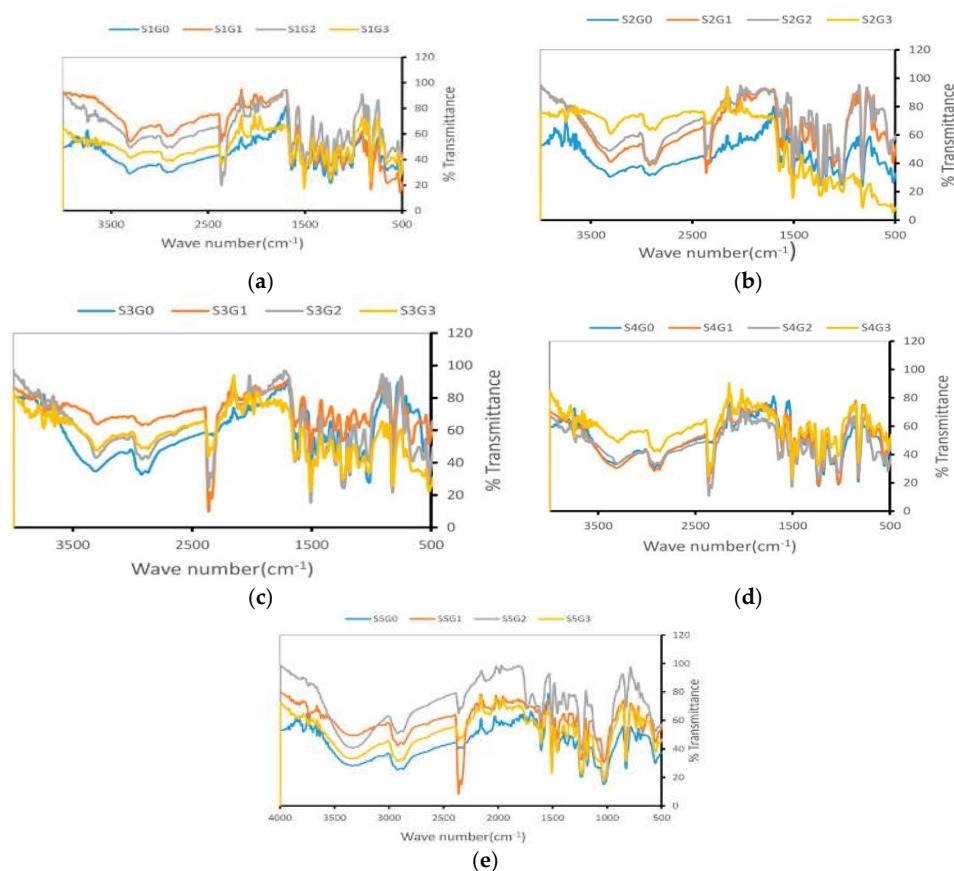 S1G0 S1G1 S1G2 S1G3
120
100
80
60
40
20
0
% Transmittance
3500 2500 1500 500
Wave number(cm⁻¹)
(a)
S2G0 S2G1 S2G2 S2G3
120
100
80
60
40
20
0
% Transmittance
3500 2500 1500 500
Wave number(cm⁻¹)
(b)
S3G0 S3G1 S3G2 S3G3
120
100
80
60
40
20
0
% Transmittance
3500 2500 1500 500
Wave number(cm⁻¹)
(c)
S4G0 S4G1 S4G2 S4G3
120
100
80
60
40
20
0
% Transmittance
3500 2500 1500 500
Wave number(cm⁻¹)
(d)
S5G0 S5G1 S5G2 S5G3
120
100
80
60
40
20
0
% Transmittance
4000 3500 3000 2500 2000 1500 1000 500
Wave number(cm⁻¹)
(e)